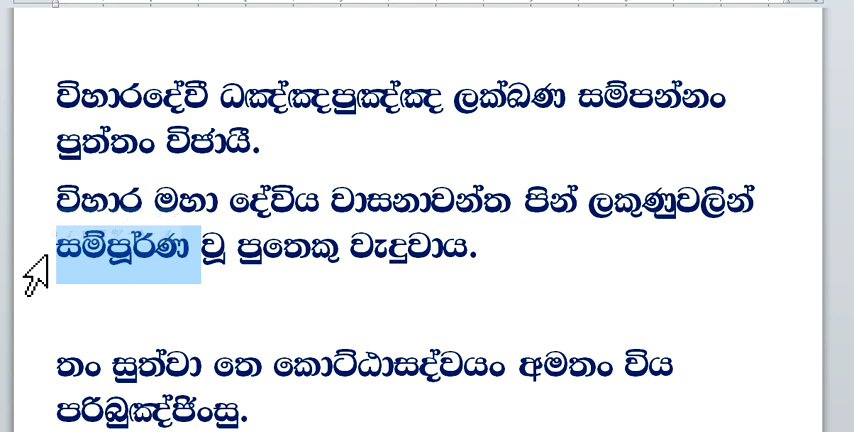 විහාරදේවී ධඤ්ඤපුඤ්ඤ ලක්ඛණ සම්පන්නං
පුත්තං විජායී.
විහාර මහා දේවිය වාසනාවන්ත පින් ලකුණුවලින්
සම්පූර්ණ වූ පුතෙකු වැදුවාය.
තං සුත්වා තෙ කොට්ඨාසද්වයං අමතං විය
පරිබුඤ්ජිංසු.